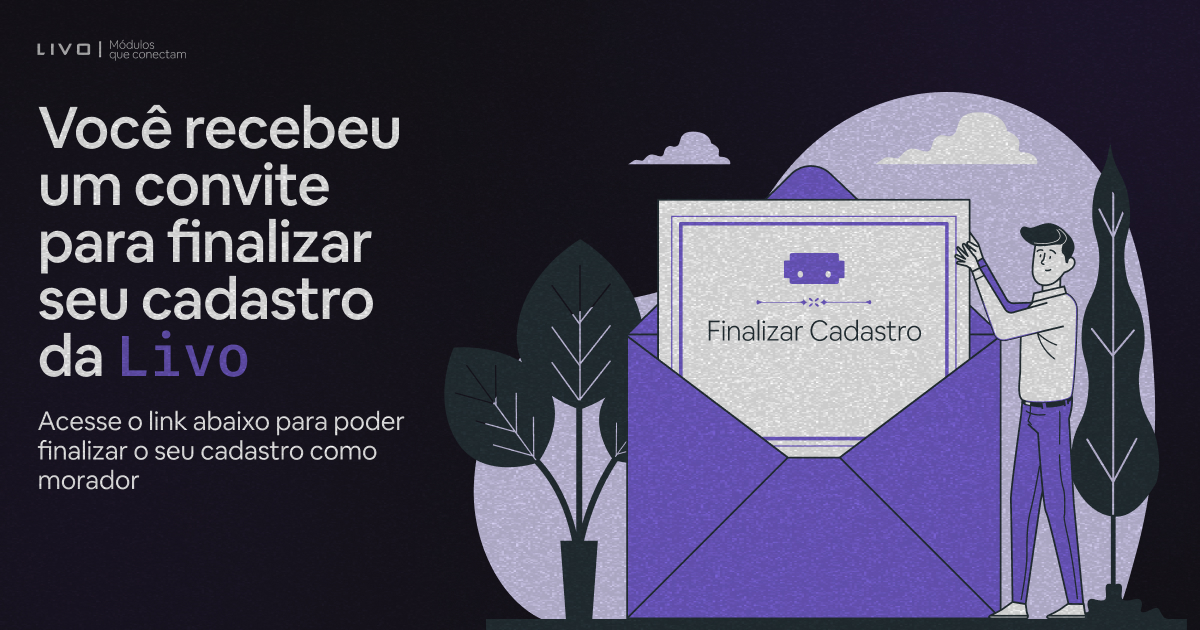 LIVO | Módulos
que conectam
Você recebeu
um convite
para finalizar
seu cadastro
da Livo
Acesse o link abaixo para poder
finalizar o seu cadastro como
morador
Finalizar Cadastro